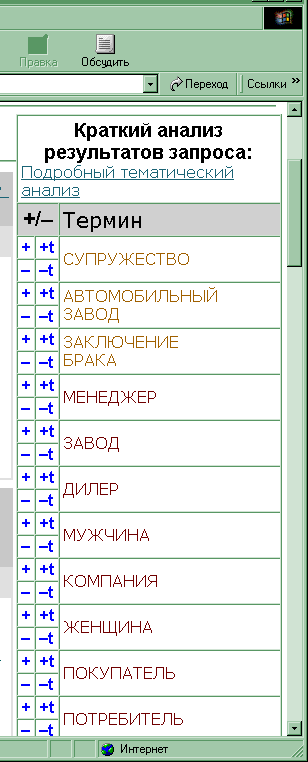 Правка
Обсудить
Переход
Ссылки »
Краткий анализ
результатов запроса:
Подробный тематический
анализ
+/– Термин
+ +t
– –t
СУПРУЖЕСТВО
+ +t
– –t
АВТОМОБИЛЬНЫЙ
ЗАВОД
+ +t
– –t
ЗАКЛЮЧЕНИЕ
БРАКА
+ +t
– –t
МЕНЕДЖЕР
+ +t
– –t
ЗАВОД
+ +t
– –t
ДИЛЕР
+ +t
– –t
МУЖЧИНА
+ +t
– –t
КОМПАНИЯ
+ +t
– –t
ЖЕНЩИНА
+ +t
– –t
ПОКУПАТЕЛЬ
+ +t
– –t
ПОТРЕБИТЕЛЬ
Интернет